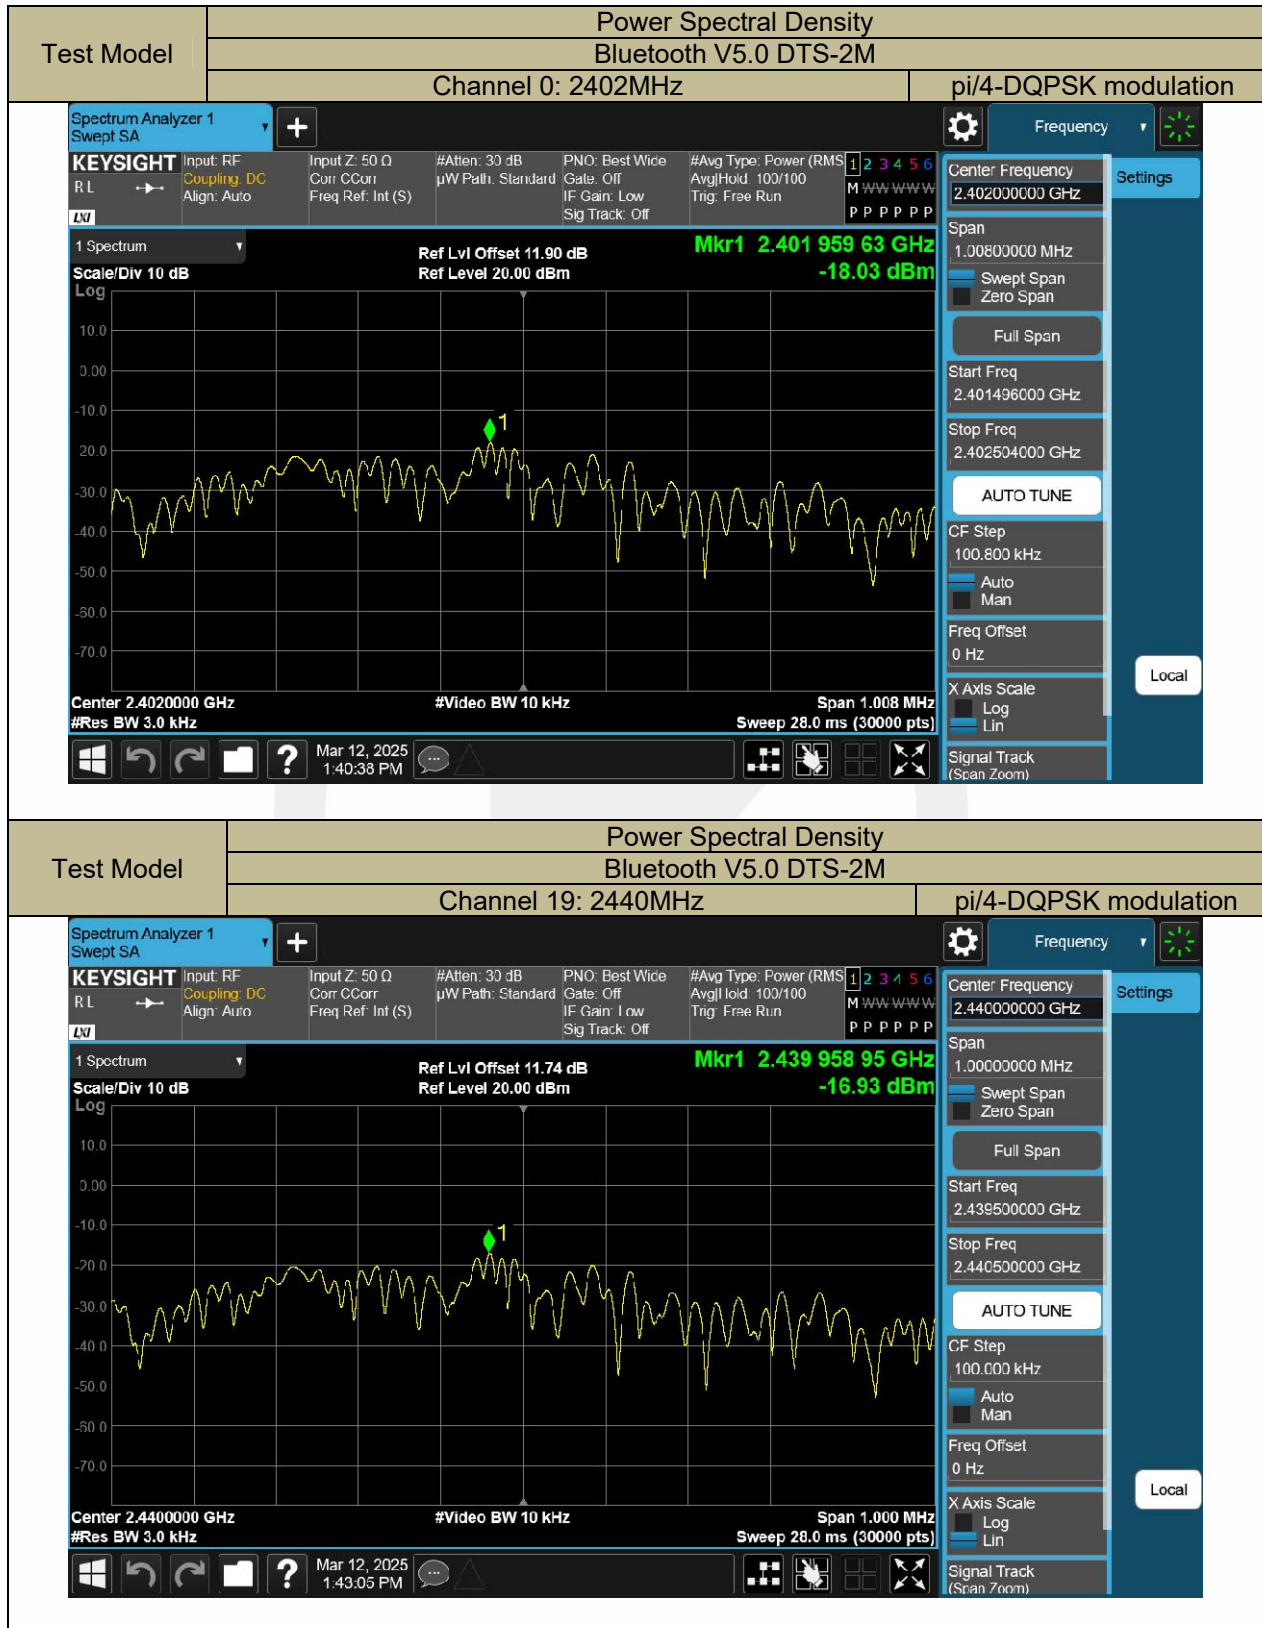 Test Model
Power Spectral Density
Bluetooth V5.0 DTS-2M
Channel 0: 2402MHz
pi/4-DQPSK modulation
Spectrum Analyzer 1
Swept SA
Frequency
KEYSIGHT
R L
LXI
Input: RF
Coupling: DC
Align: Auto
Input Z: 50 Ω
Corr CCorr
Freq Ref: Int (S)
#Atten: 30 dB
µW Path: Standard
PNO: Best Wide
Gate: Off
IF Gain: Low
Sig Track: Off
#Avg Type: Power (RMS
Avg|Hold: 100/100
Trig: Free Run
1 2 3 4 5 6
M W W W W W
P P P P P P
1 Spectrum
Scale/Div 10 dB
Log
Ref Lvl Offset 11.90 dB
Ref Level 20.00 dBm
Mkr1 2.401 959 63 GHz
-18.03 dBm
10.0
0.00
-10.0
20.0
-30.0
-40.0
-50.0
-60.0
-70.0
1
Center 2.4020000 GHz
#Res BW 3.0 kHz
#Video BW 10 kHz
Span 1.008 MHz
Sweep 28.0 ms (30000 pts)
Mar 12, 2025
1:40:38 PM
Center Frequency
2.402000000 GHz
Span
1.00800000 MHz
Swept Span
Zero Span
Full Span
Start Freq
2.401496000 GHz
Stop Freq
2.402504000 GHz
AUTO TUNE
CF Step
100.800 kHz
Auto
Man
Freq Offset
0 Hz
X Axis Scale
Log
Lin
Signal Track
(Span Zoom)
Settings
Local
Test Model
Power Spectral Density
Bluetooth V5.0 DTS-2M
Channel 19: 2440MHz
pi/4-DQPSK modulation
Spectrum Analyzer 1
Swept SA
Frequency
KEYSIGHT
R L
LXI
Input: RF
Coupling: DC
Align: Auto
Input Z: 50 Ω
Corr CCorr
Freq Ref: Int (S)
#Atten: 30 dB
µW Path: Standard
PNO: Best Wide
Gate: Off
IF Gain: Low
Sig Track: Off
#Avg Type: Power (RMS
Avg|Hold: 100/100
Trig: Free Run
1 2 3 4 5 6
M W W W W W
P P P P P P
1 Spectrum
Scale/Div 10 dB
Log
Ref Lvl Offset 11.74 dB
Ref Level 20.00 dBm
Mkr1 2.439 958 95 GHz
-16.93 dBm
10.0
0.00
-10.0
-20.0
-30.0
-40.0
-50.0
-60.0
-70.0
1
Center 2.4400000 GHz
#Res BW 3.0 kHz
#Video BW 10 kHz
Span 1.000 MHz
Sweep 28.0 ms (30000 pts)
Mar 12, 2025
1:43:05 PM
Center Frequency
2.440000000 GHz
Span
1.00000000 MHz
Swept Span
Zero Span
Full Span
Start Freq
2.439500000 GHz
Stop Freq
2.440500000 GHz
AUTO TUNE
CF Step
100.000 kHz
Auto
Man
Freq Offset
0 Hz
X Axis Scale
Log
Lin
Signal Track
(Span Zoom)
Settings
Local